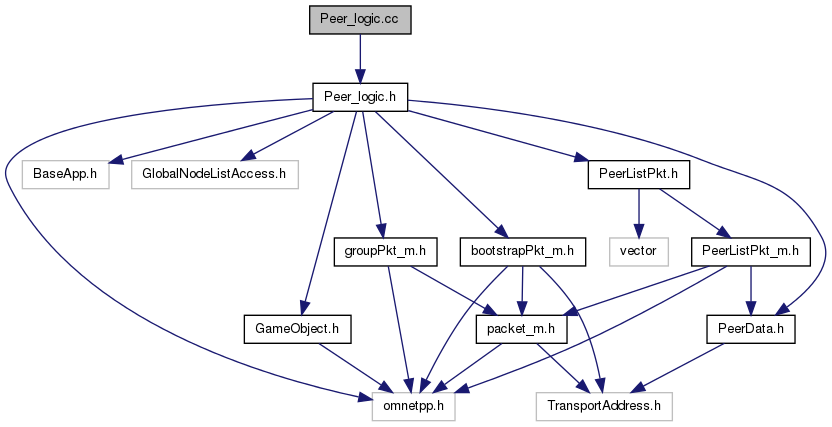 Peer_logic.cc
Peer_logic.h
BaseApp.h
GlobalNodeListAccess.h
PeerListPkt.h
groupPkt_m.h
bootstrapPkt_m.h
vector
PeerListPkt_m.h
GameObject.h
packet_m.h
PeerData.h
omnetpp.h
TransportAddress.h